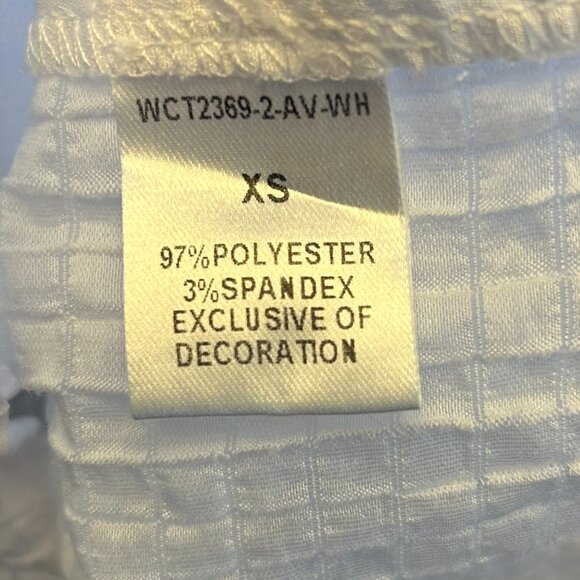 WCT2369-2-AV-WH
XS
97%POLYESTER
3%SPANDEX
EXCLUSIVE OF
DECORATION